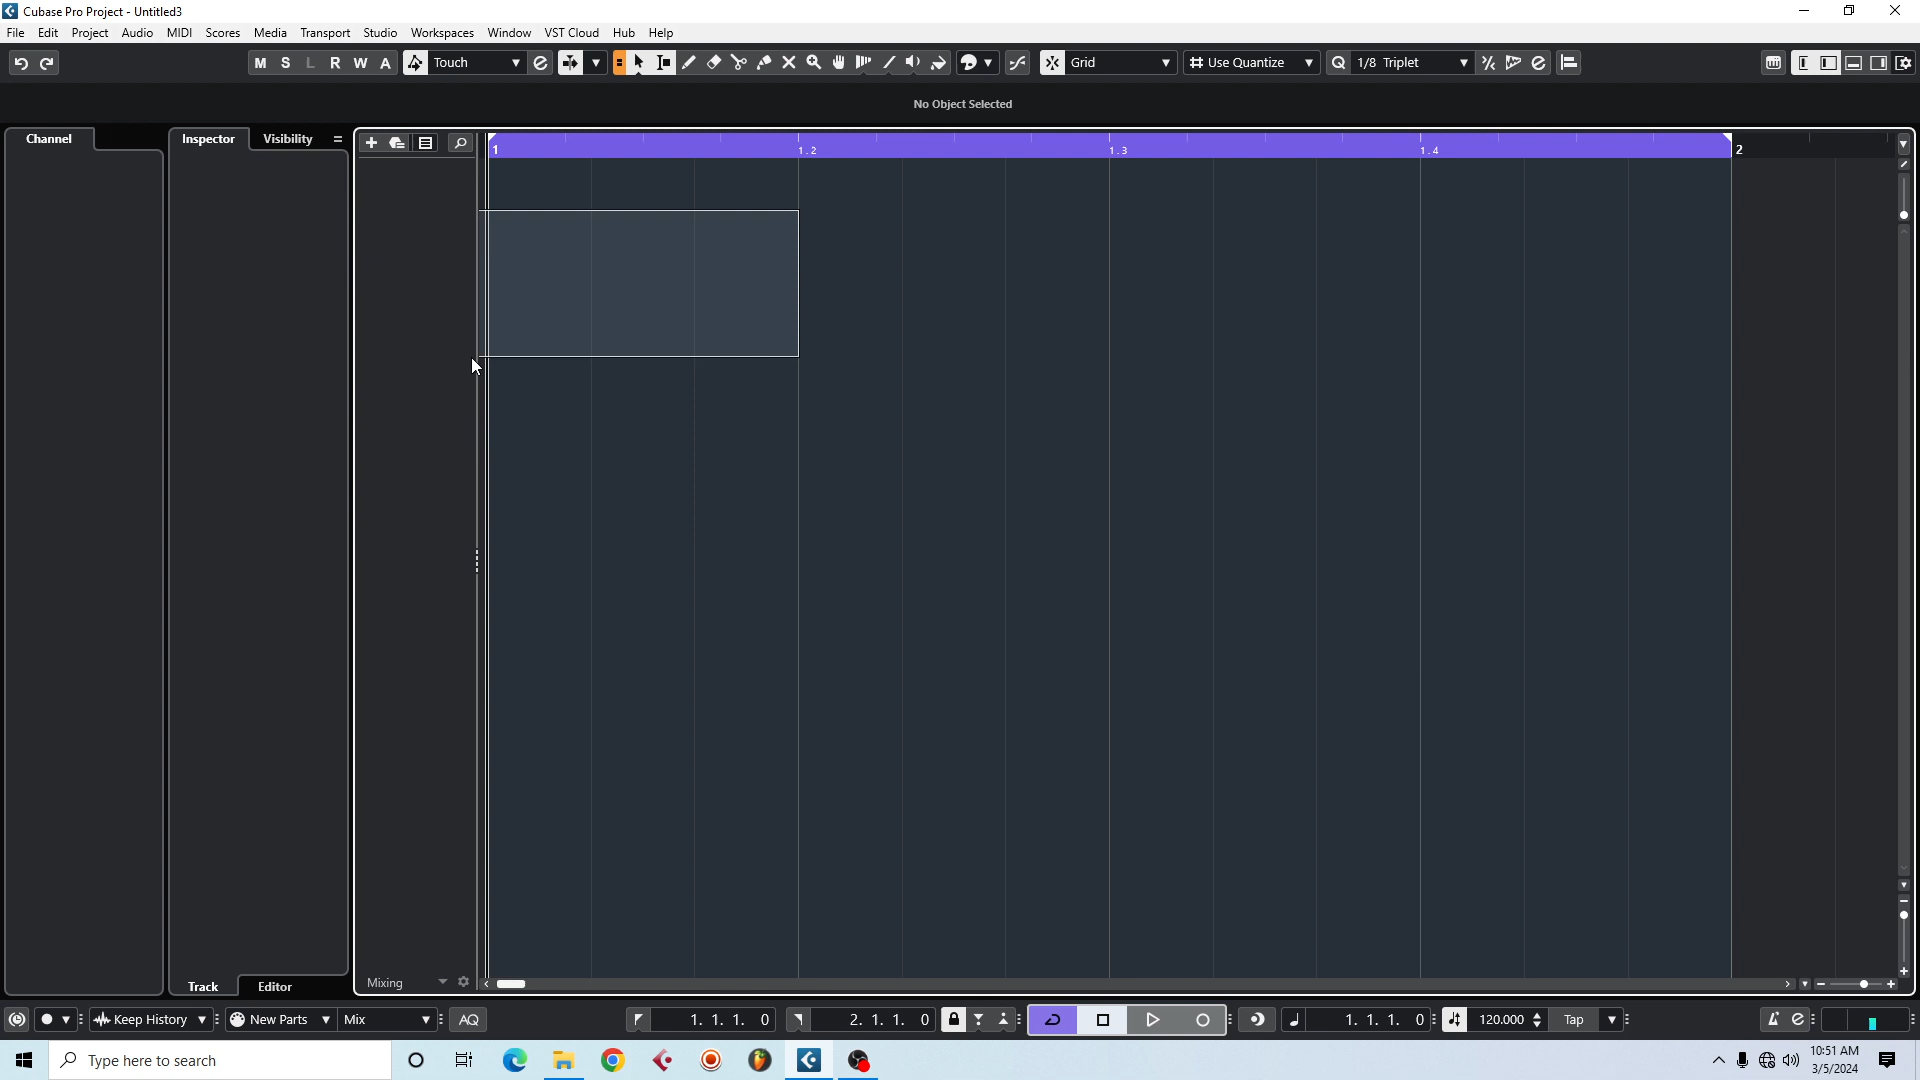 Cubase Pro Project - Untitled3
File Edit Project Audio MIDI Scores Media Transport Studio Workspaces Window VST Cloud Hub Help
M S L R W A Touch Grid Use Quantize 1/8 Triplet
No Object Selected
Channel Inspector Visibility
1 1.2 1.3 1.4 2
Mixing
Track Editor
Keep History New Parts Mix AQ 1. 1. 1. 0 2. 1. 1. 0 1. 1. 1. 0 120.000 Tap
Type here to search
10:51 AM
3/5/2024